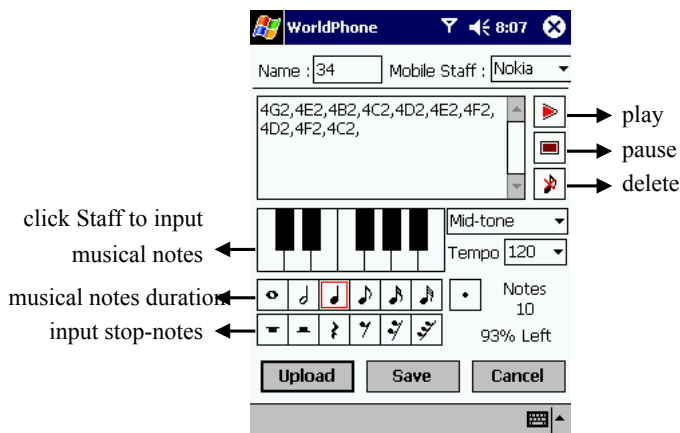 WorldPhone 8:07
Name : 34 Mobile Staff : Nokia
4G2,4E2,4B2,4C2,4D2,4E2,4F2,
4D2,4F2,4C2,
play
pause
delete
click Staff to input
musical notes
Mid-tone
Tempo 120
musical notes duration
Notes
10
input stop-notes
93% Left
Upload Save Cancel